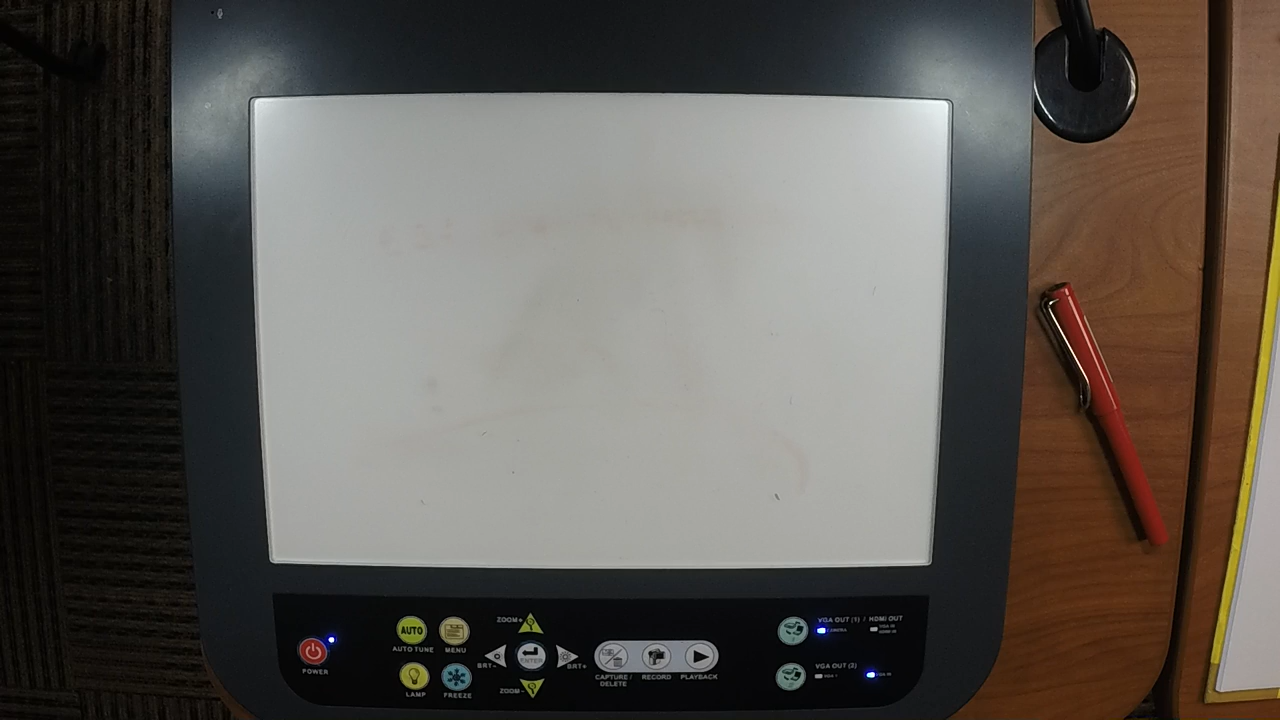 ZOOM+
VGA OUT (1) / HDMI OUT
AUTO
CAMERA
AUTO TUNE
MENU
ENTER
BRT-
BRT+
POWER
VGA OUT (2)
CAPTURE /
DELETE
RECORD
PLAYBACK
LAMP
FREEZE
ZOOM-